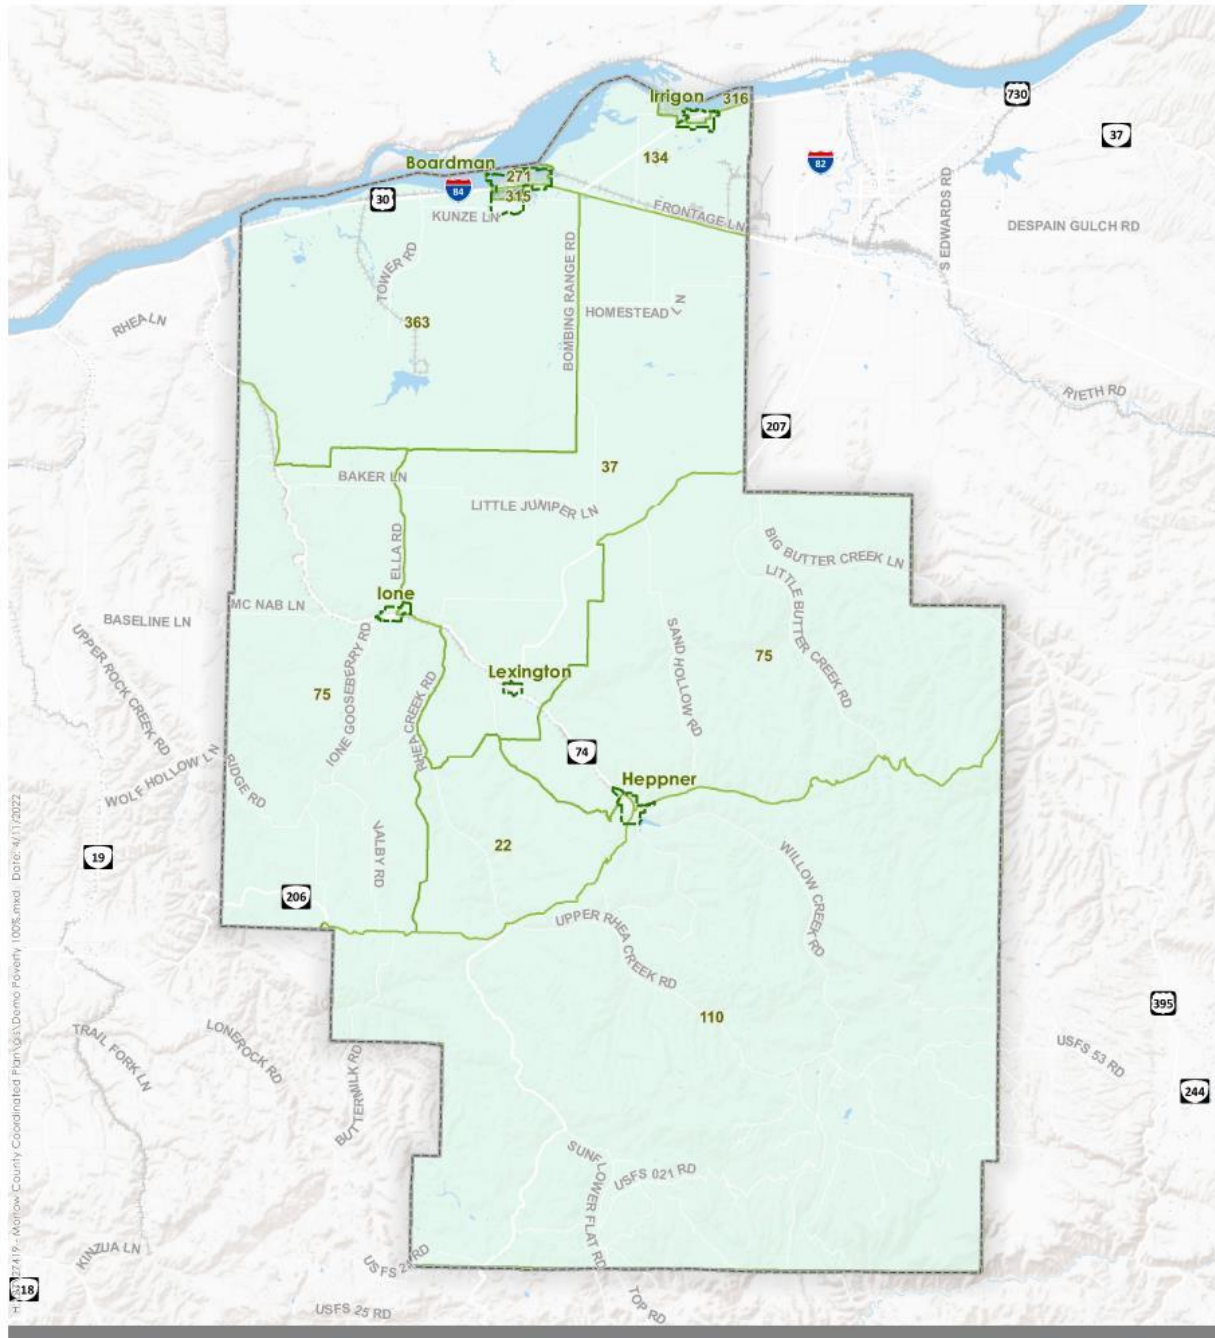 730
Irrigon
316
37
134
82
Boardman
271
84
315
30
KUNZE LN
FRONTAGE LN
S EDWARDS RD
DESPAIN GULCH RD
TOWER RD
BOMBING RANGE RD
HOMESTEAD LN
RHEA LN
363
RIETH RD
207
37
BAKER LN
LITTLE JUNIPER LN
ELLA RD
BIG BUTTER CREEK LN
LITTLE BUTTER CREEK RD
Ione
MC NAB LN
BASELINE LN
UPPER ROCK CREEK RD
IONE GOOSEBERRY RD
SAND HOLLOW RD
75
Lexington
75
RHEA CREEK RD
WOLF HOLLOW LN
RIDGE RD
74
Heppner
VALBY RD
22
19
206
WILLOW CREEK RD
UPPER RHEA CREEK RD
110
395
TRAIL FORK LN
LONEROCK RD
BUTTERMILK RD
USFS 53 RD
244
SUNFLOWER FLAT RD
USFS 021 RD
KINZUA LN
TOP RD
USFS 25 RD
Morrow County Coordinated Plan\gis\Demo Poverty 100%.mxd Date: 4/11/2022